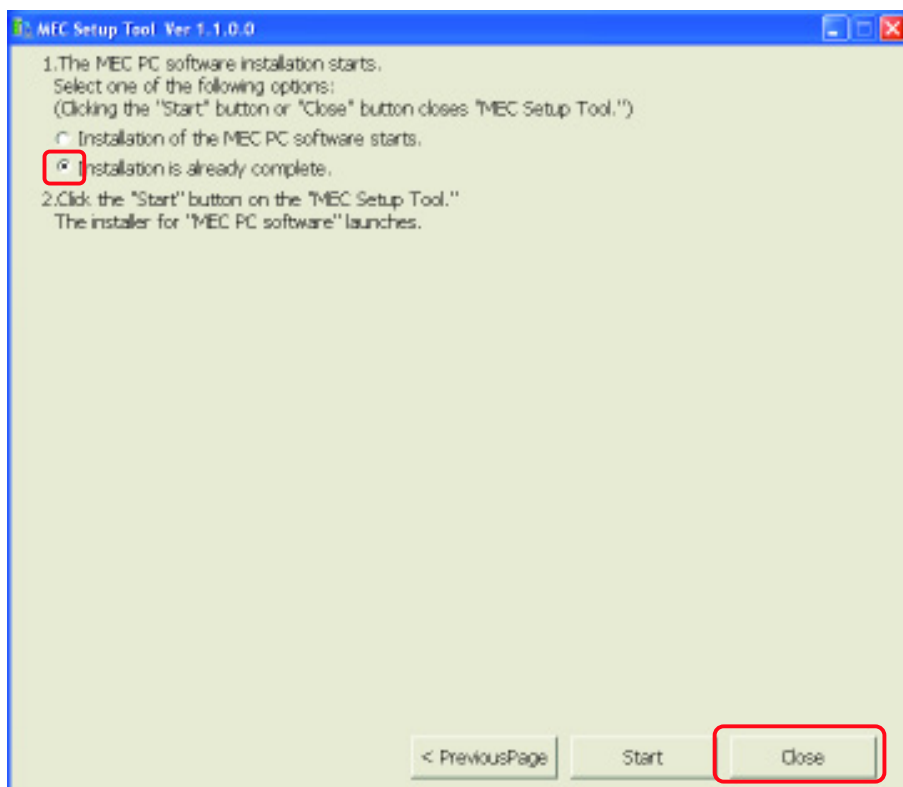 MEC Setup Tool Ver 1.1.0.0
1.The MEC PC software installation starts.
Select one of the following options:
(Clicking the "Start" button or "Close" button closes "MEC Setup Tool.")
Installation of the MEC PC software starts.
Installation is already complete.
2.Click the "Start" button on the "MEC Setup Tool."
The installer for "MEC PC software" launches.
< PreviousPage
Start
Close